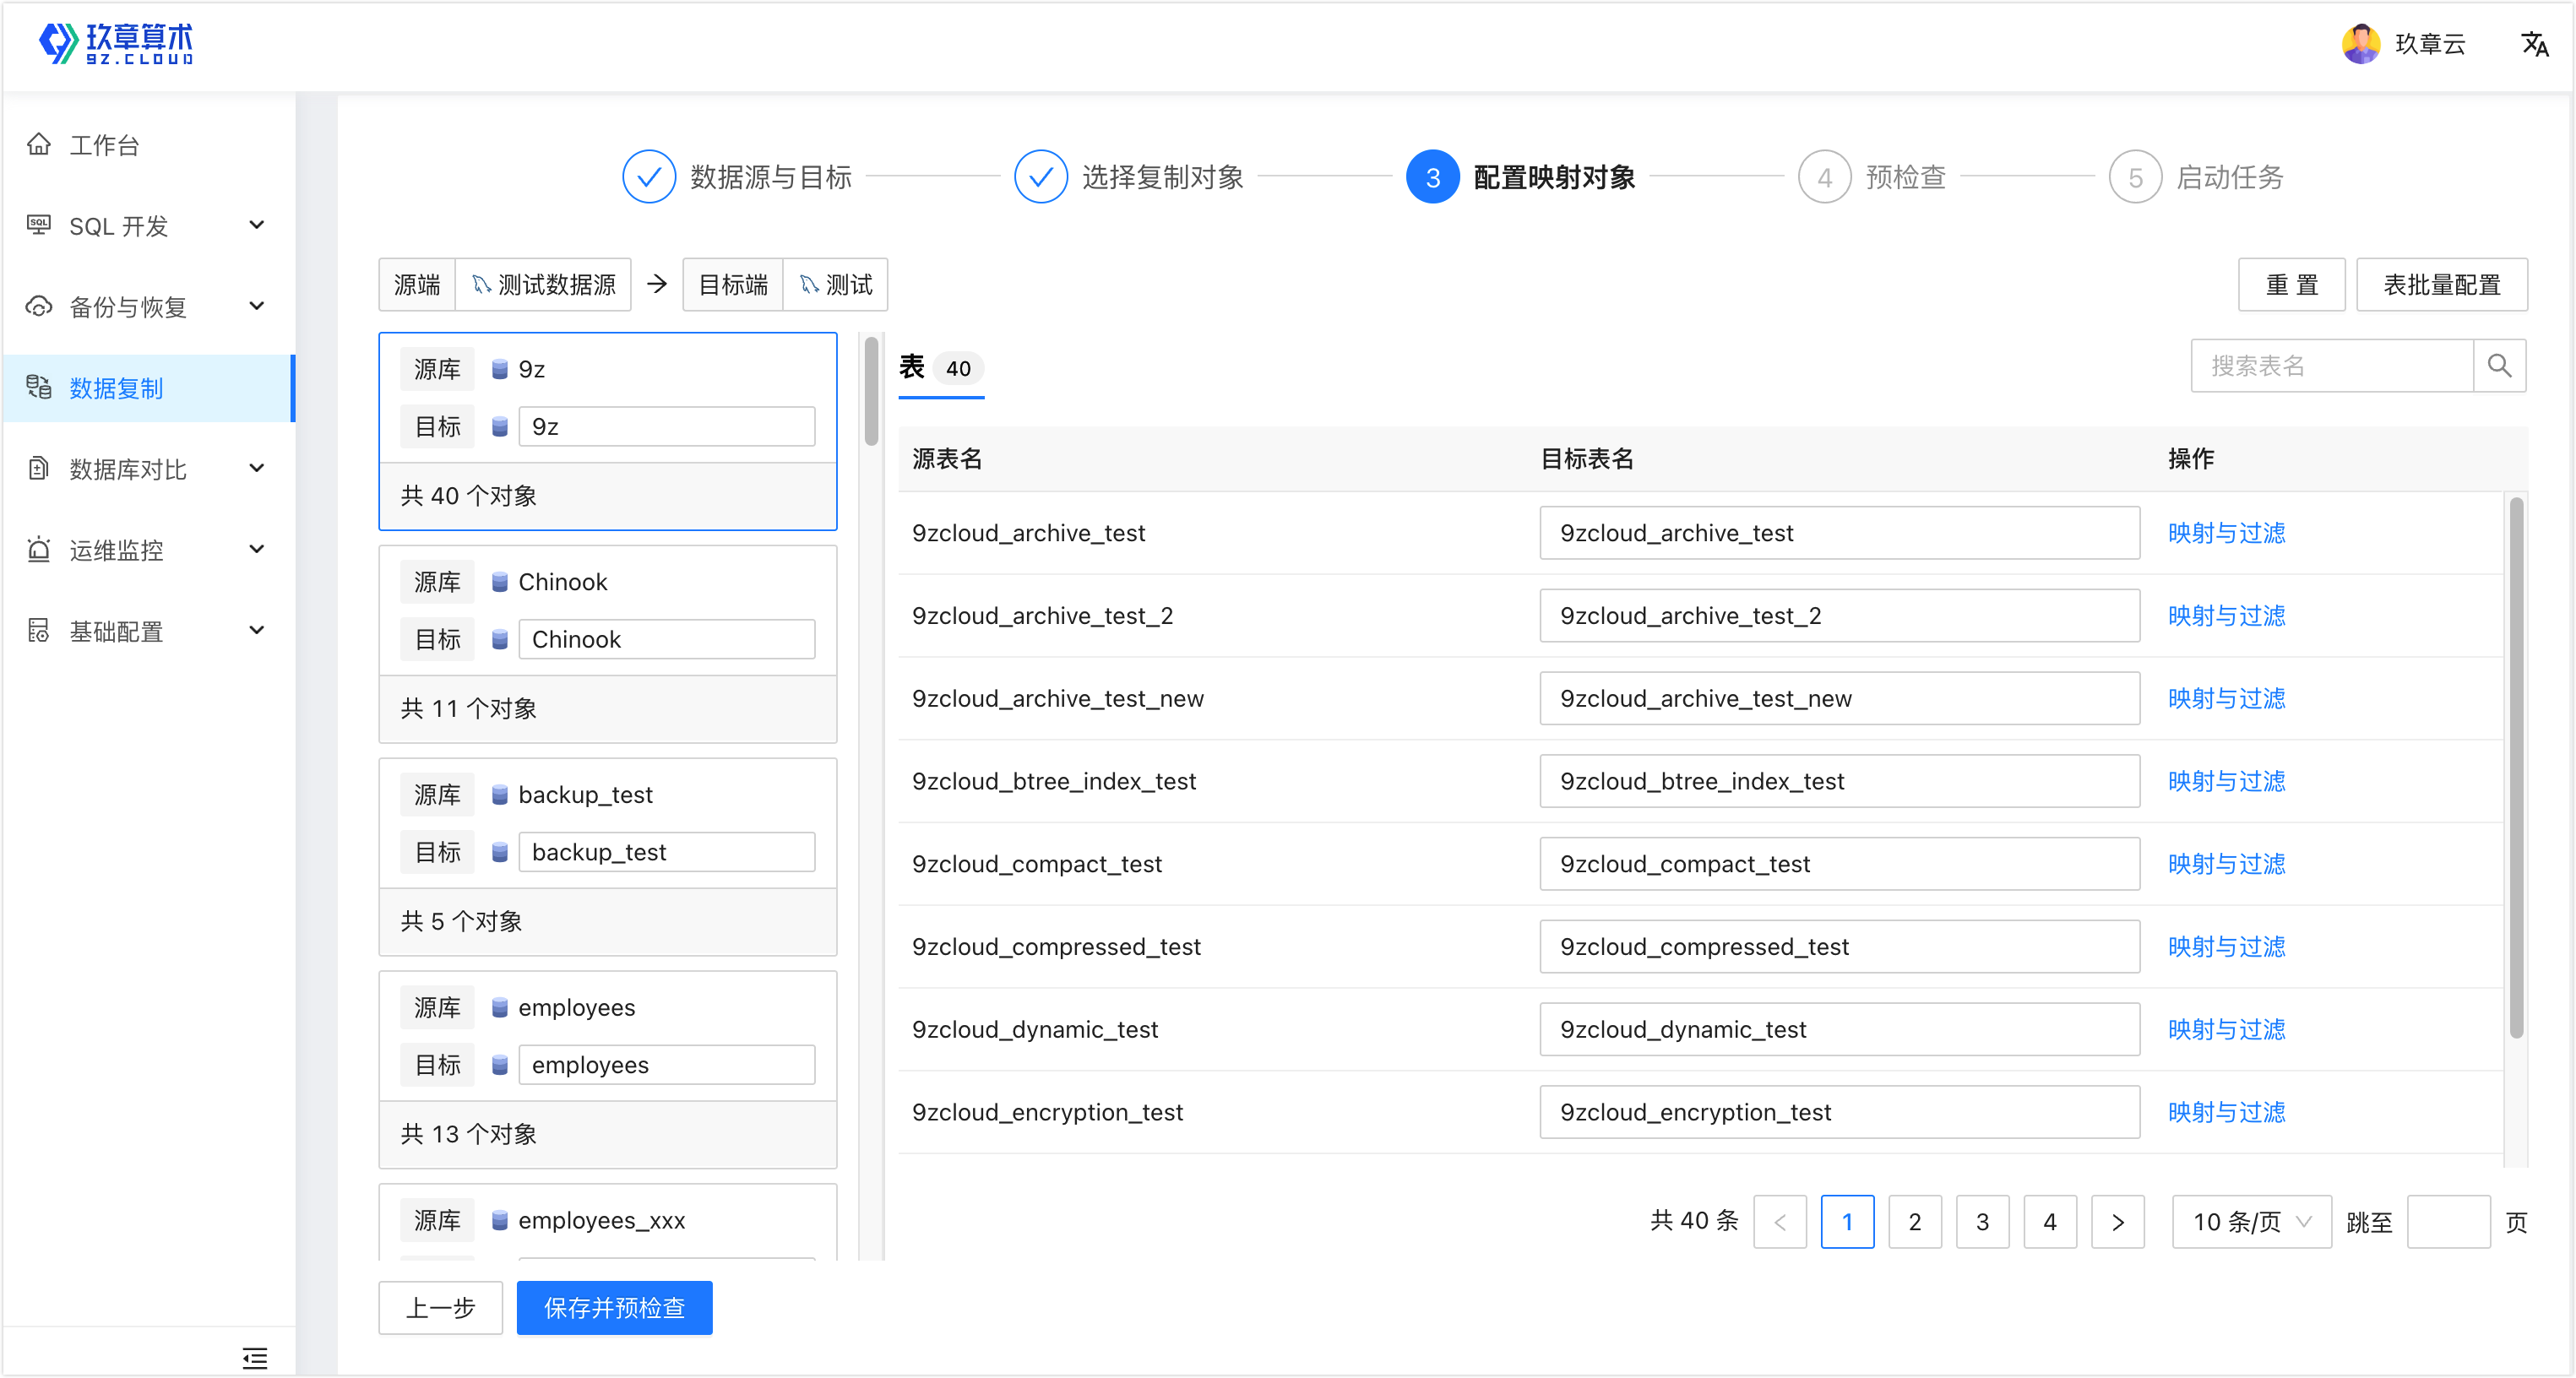 玖章算术
9Z.CLOUD
玖章云
工作台
SQL 开发
备份与恢复
数据复制
数据库对比
运维监控
基础配置
数据源与目标
选择复制对象
3 配置映射对象
4 预检查
5 启动任务
源端 测试数据源 → 目标端 测试
重 置 表批量配置
源库 9z
目标 9z
共 40 个对象
源库 Chinook
目标 Chinook
共 11 个对象
源库 backup_test
目标 backup_test
共 5 个对象
源库 employees
目标 employees
共 13 个对象
源库 employees_xxx
表 40
搜索表名
源表名 目标表名 操作
9zcloud_archive_test 9zcloud_archive_test 映射与过滤
9zcloud_archive_test_2 9zcloud_archive_test_2 映射与过滤
9zcloud_archive_test_new 9zcloud_archive_test_new 映射与过滤
9zcloud_btree_index_test 9zcloud_btree_index_test 映射与过滤
9zcloud_compact_test 9zcloud_compact_test 映射与过滤
9zcloud_compressed_test 9zcloud_compressed_test 映射与过滤
9zcloud_dynamic_test 9zcloud_dynamic_test 映射与过滤
9zcloud_encryption_test 9zcloud_encryption_test 映射与过滤
共 40 条 < 1 2 3 4 > 10 条/页 跳至 页
上一步 保存并预检查